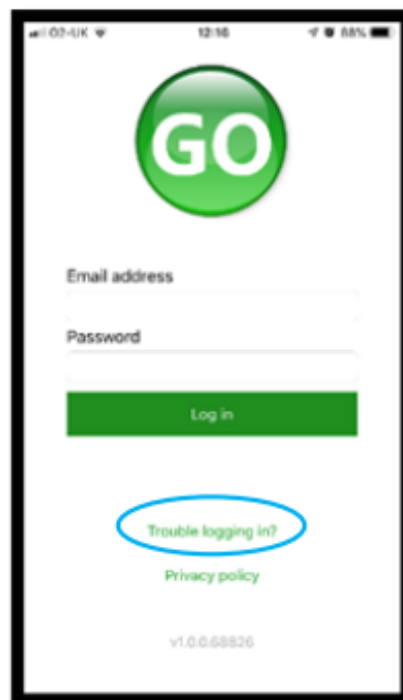 O2-UK 12:16 88%
GO
Email address
Password
Log in
Trouble logging in?
Privacy policy
v1.0.0.68826